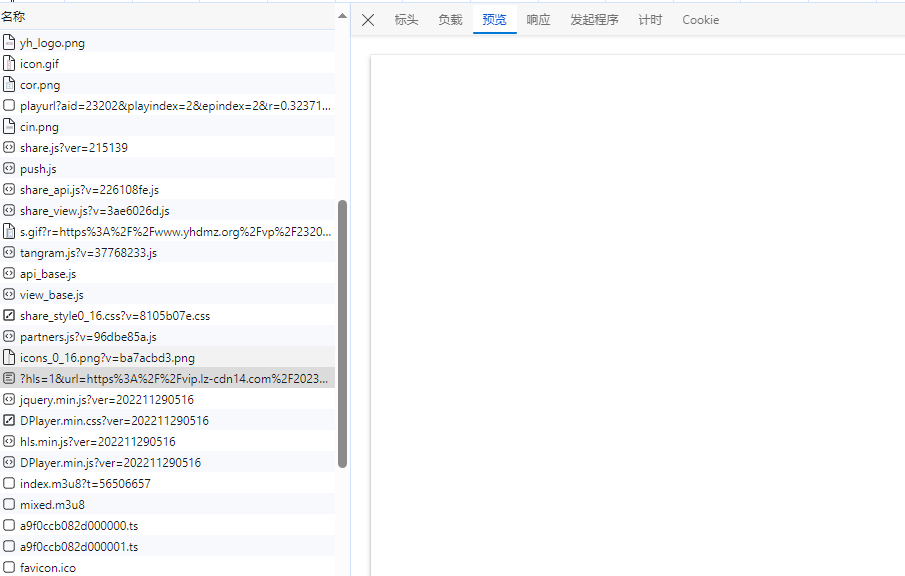 名称
标头 负载 预览 响应 发起程序 计时 Cookie
yh_logo.png
icon.gif
cor.png
playurl?aid=23202&playindex=2&epindex=2&r=0.32371...
cin.png
share.js?ver=215139
push.js
share_api.js?v=226108fe.js
share_view.js?v=3ae6026d.js
s.gif?r=https%3A%2F%2Fwww.yhdmz.org%2Fvp%2F2320...
tangram.js?v=37768233.js
api_base.js
view_base.js
share_style0_16.css?v=8105b07e.css
partners.js?v=96dbe85a.js
icons_0_16.png?v=ba7acbd3.png
?hls=1&url=https%3A%2F%2Fvip.lz-cdn14.com%2F2023...
jquery.min.js?ver=202211290516
DPlayer.min.css?ver=202211290516
hls.min.js?ver=202211290516
DPlayer.min.js?ver=202211290516
index.m3u8?t=56506657
mixed.m3u8
a9f0ccb082d000000.ts
a9f0ccb082d000001.ts
favicon.ico